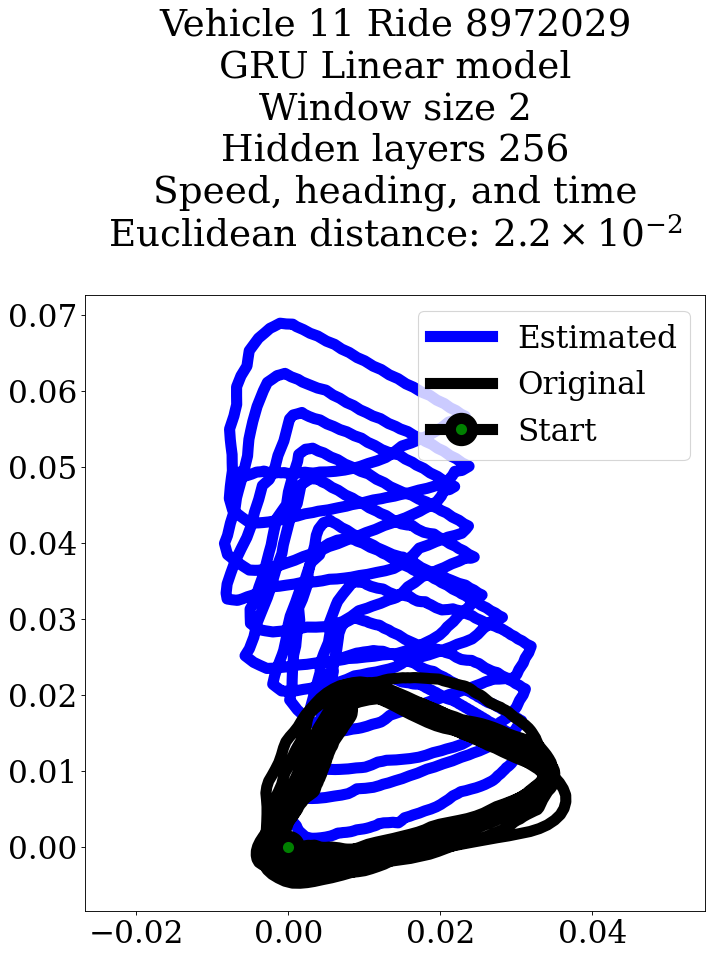 Vehicle 11 Ride 8972029
GRU Linear model
Window size 2
Hidden layers 256
Speed, heading, and time
Euclidean distance: 2.2 × 10⁻²
Estimated
Original
Start
0.07
0.06
0.05
0.04
0.03
0.02
0.01
0.00
−0.02 0.00 0.02 0.04